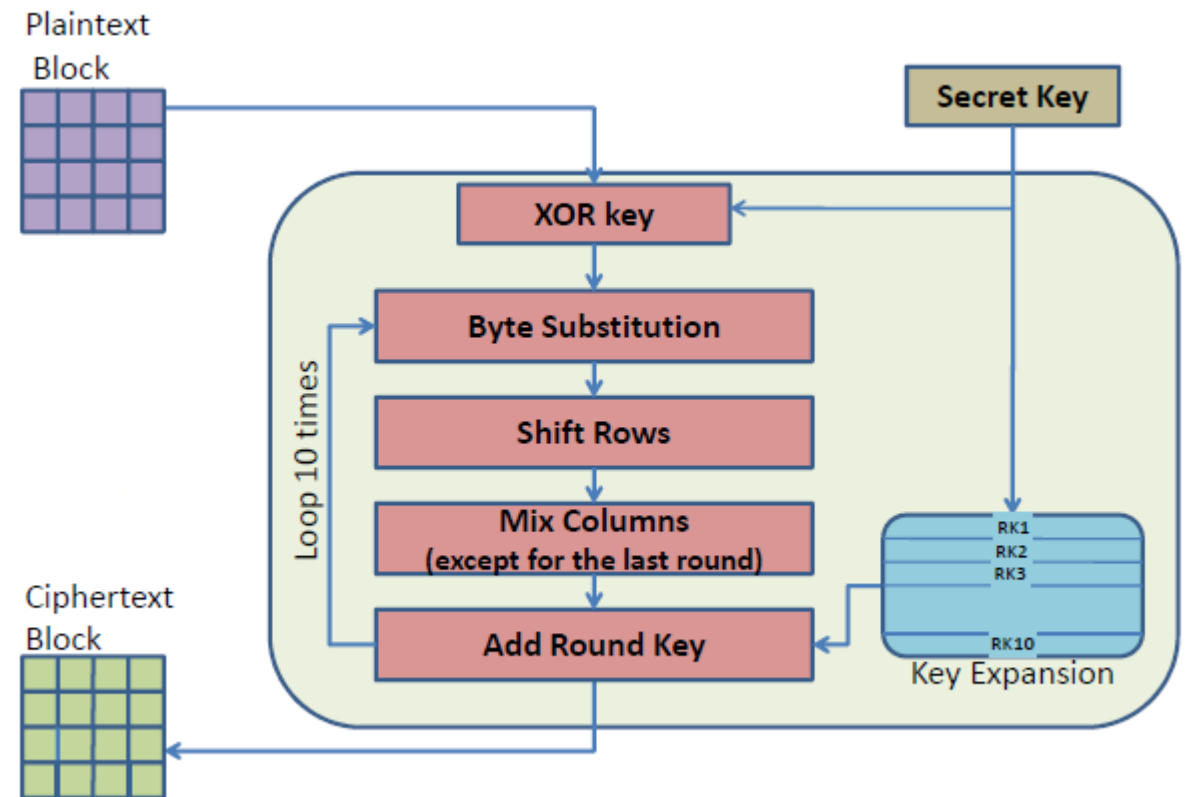 Plaintext
Block
Secret Key
XOR key
Byte Substitution
Shift Rows
Mix Columns
(except for the last round)
Add Round Key
Loop 10 times
RK1
RK2
RK3
RK10
Key Expansion
Ciphertext
Block